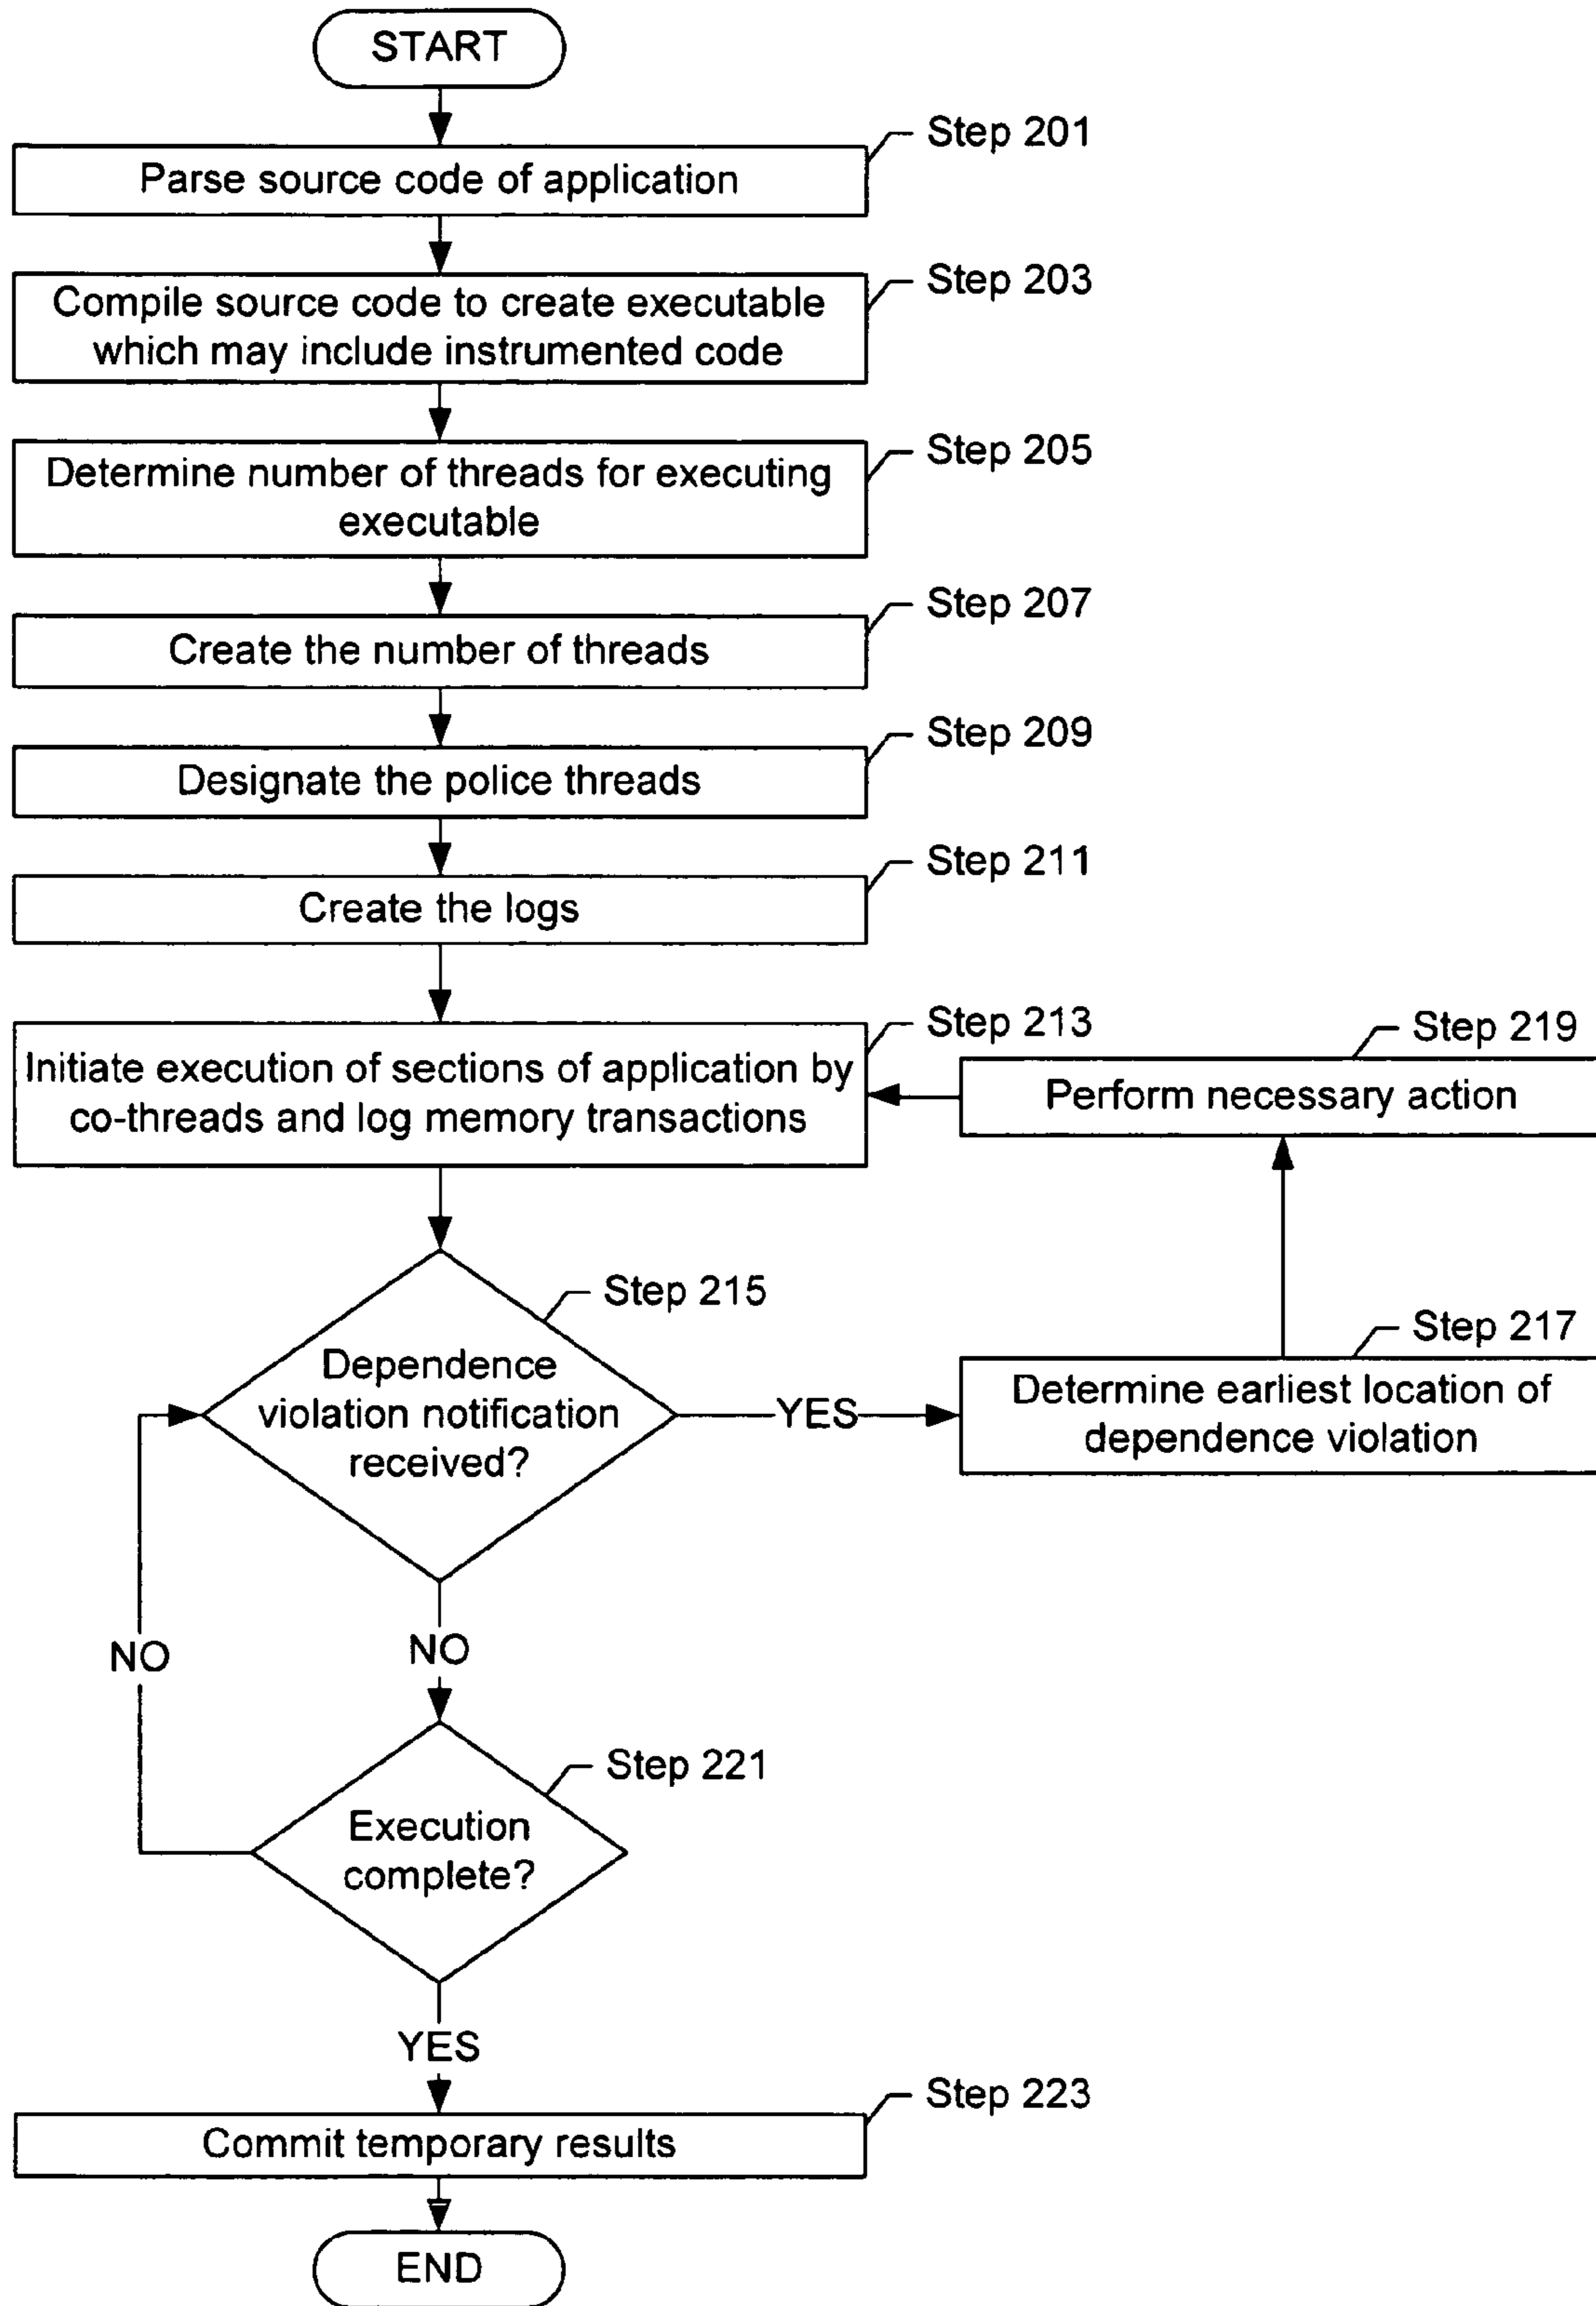 START
Step 201
Parse source code of application
Step 203
Compile source code to create executable
which may include instrumented code
Step 205
Determine number of threads for executing
executable
Step 207
Create the number of threads
Step 209
Designate the police threads
Step 211
Create the logs
Step 213
Initiate execution of sections of application by
co-threads and log memory transactions
Step 219
Perform necessary action
Step 215
Dependence
violation notification
received?
YES
Step 217
Determine earliest location of
dependence violation
NO
NO
Step 221
Execution
complete?
YES
Step 223
Commit temporary results
END